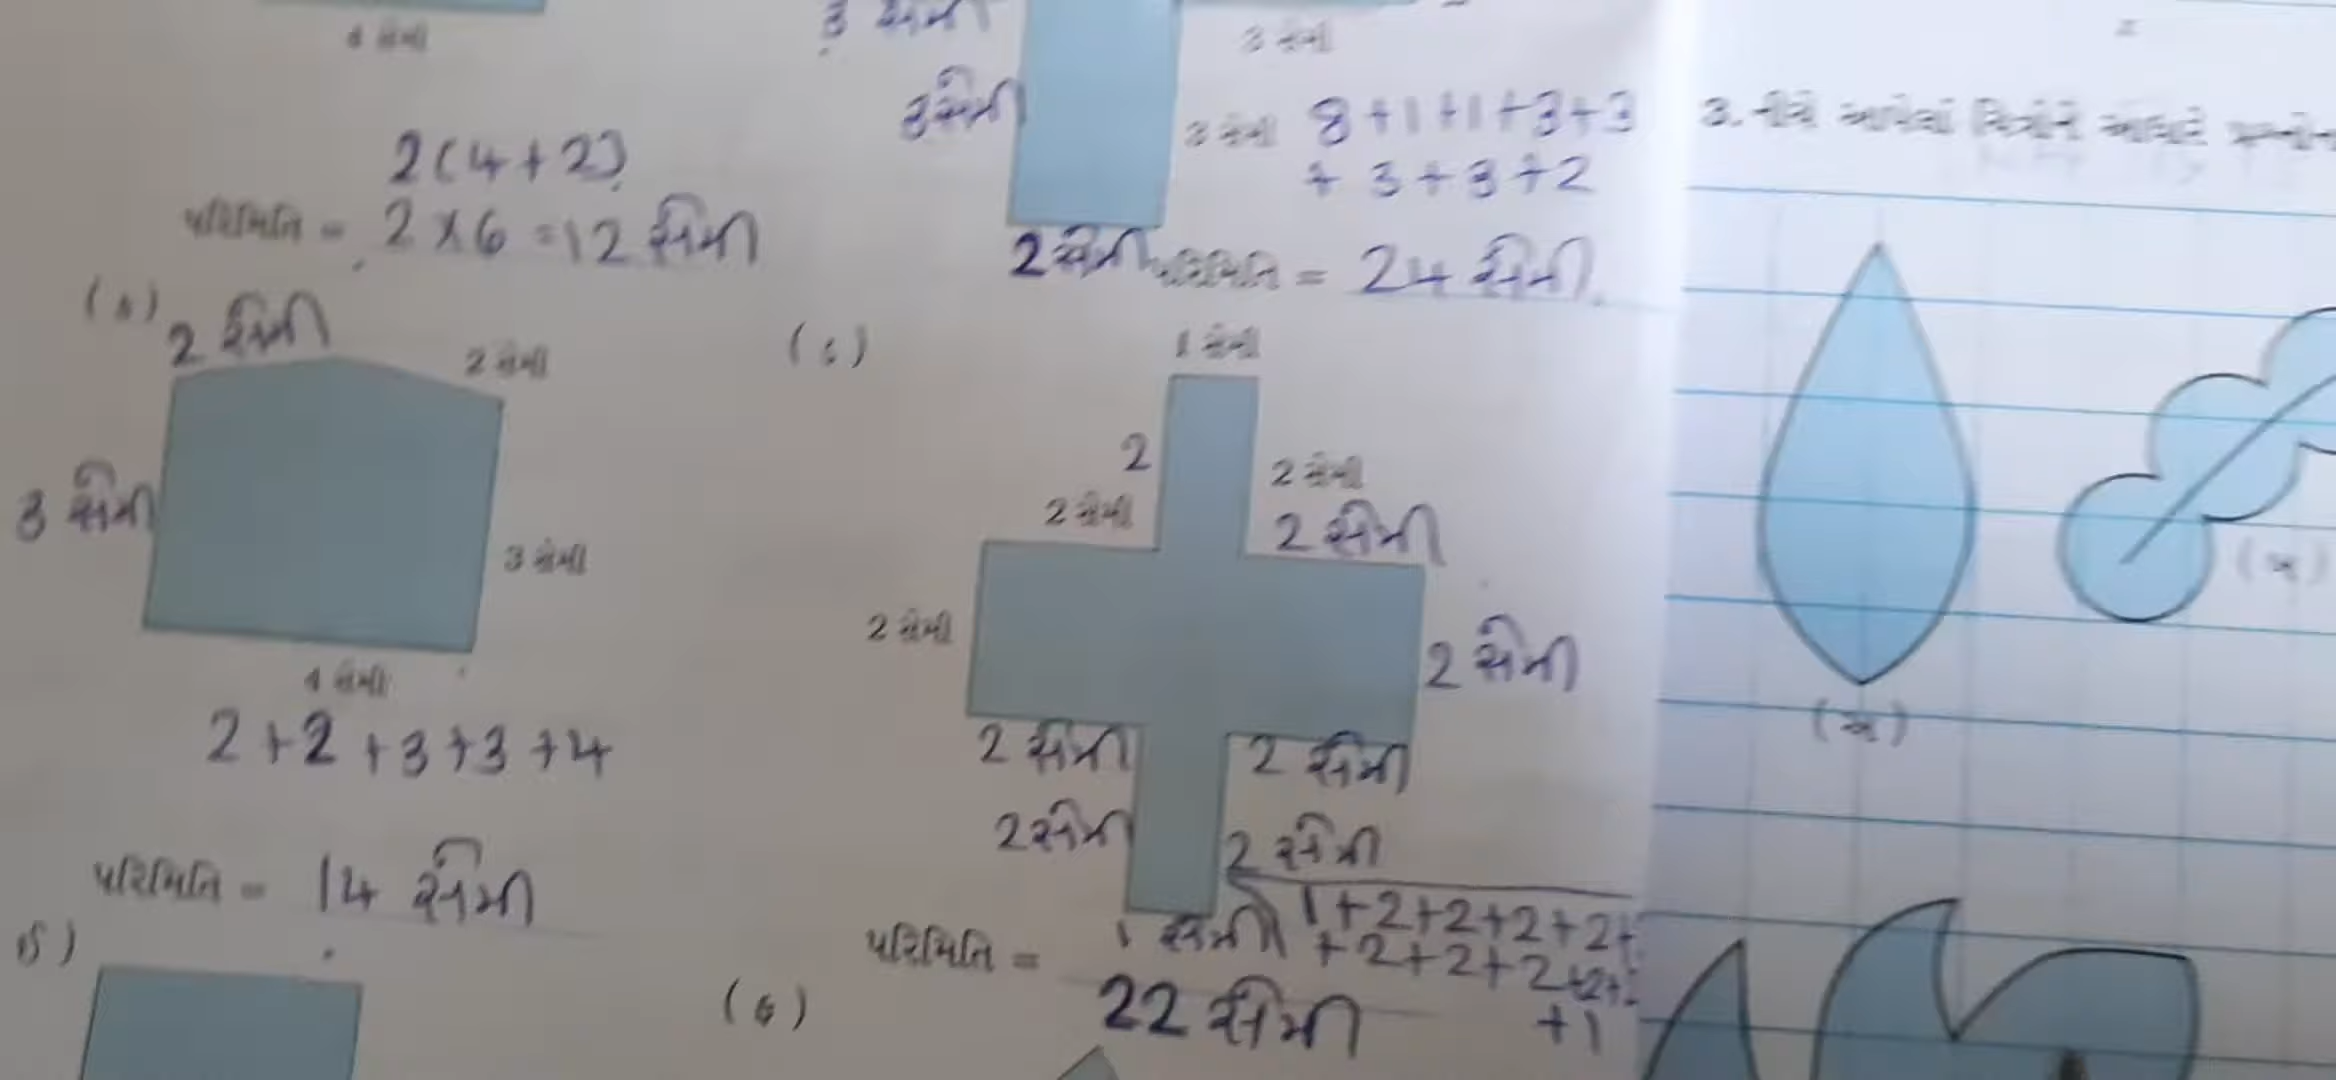 4 સેમી
3 સેમી
3 સેમી
3 સેમી
3 સેમી
8+1+1+3+3
+ 3+3+2
2(4+2)
પરિમિતિ = 2×6 =12 સેમી
2 સેમી
પરિમિતિ = 24 સેમી
2 સેમી
2 સેમી
3 સેમી
3 સેમી
4 સેમી
2+2+3+3+4
પરિમિતિ = 14 સેમી
1 સેમી
2
2 સેમી
2 સેમી
2 સેમી
2 સેમી
2 સેમી
2 સેમી
2 સેમી
2 સેમી
2 સેમી
1 સેમી
1+2+2+2+2+
+2+2+2+2+2
+1
પરિમિતિ =
22 સેમી
3. નીચે આપેલાં ચિત્રોને આધારે
(અ)